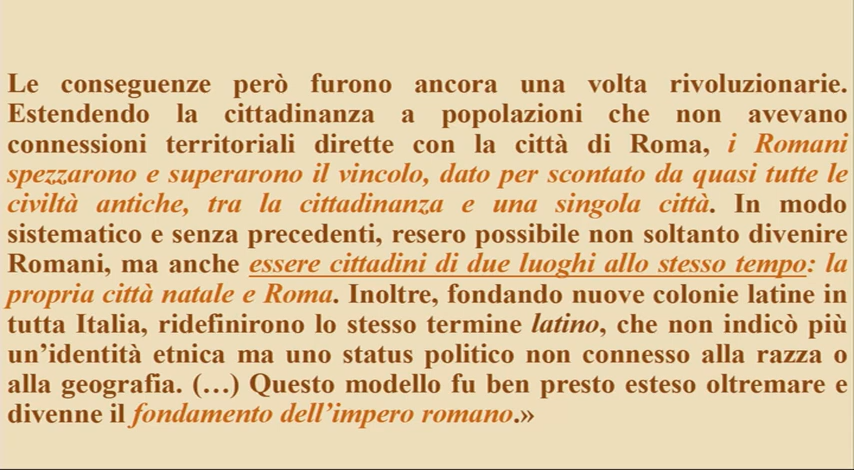 Le conseguenze però furono ancora una volta rivoluzionarie.
Estendendo la cittadinanza a popolazioni che non avevano
connessioni territoriali dirette con la città di Roma, i Romani
spezzarono e superarono il vincolo, dato per scontato da quasi tutte le
civiltà antiche, tra la cittadinanza e una singola città. In modo
sistematico e senza precedenti, resero possibile non soltanto divenire
Romani, ma anche essere cittadini di due luoghi allo stesso tempo: la
propria città natale e Roma. Inoltre, fondando nuove colonie latine in
tutta Italia, ridefinirono lo stesso termine latino, che non indicò più
un’identità etnica ma uno status politico non connesso alla razza o
alla geografia. (…) Questo modello fu ben presto esteso oltremare e
divenne il fondamento dell’impero romano.»